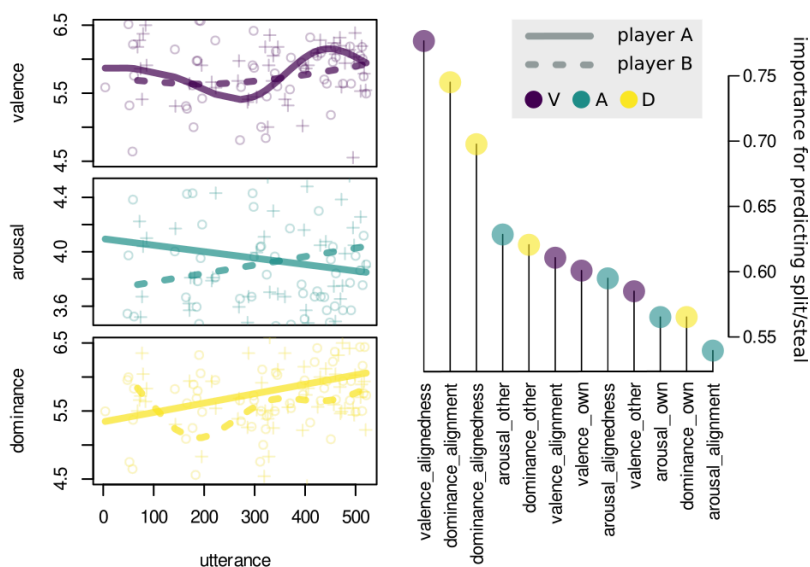 valence
6.5
5.5
4.5
arousal
4.4
4.0
3.6
dominance
6.5
5.5
4.5
0 100 200 300 400 500
utterance
player A
player B
V A D
importance for predicting split/steal
0.75
0.70
0.65
0.60
0.55
valence_alignedness
dominance_alignment
dominance_alignedness
arousal_other
dominance_other
valence_alignment
valence_own
arousal_alignedness
valence_other
arousal_own
dominance_own
arousal_alignment